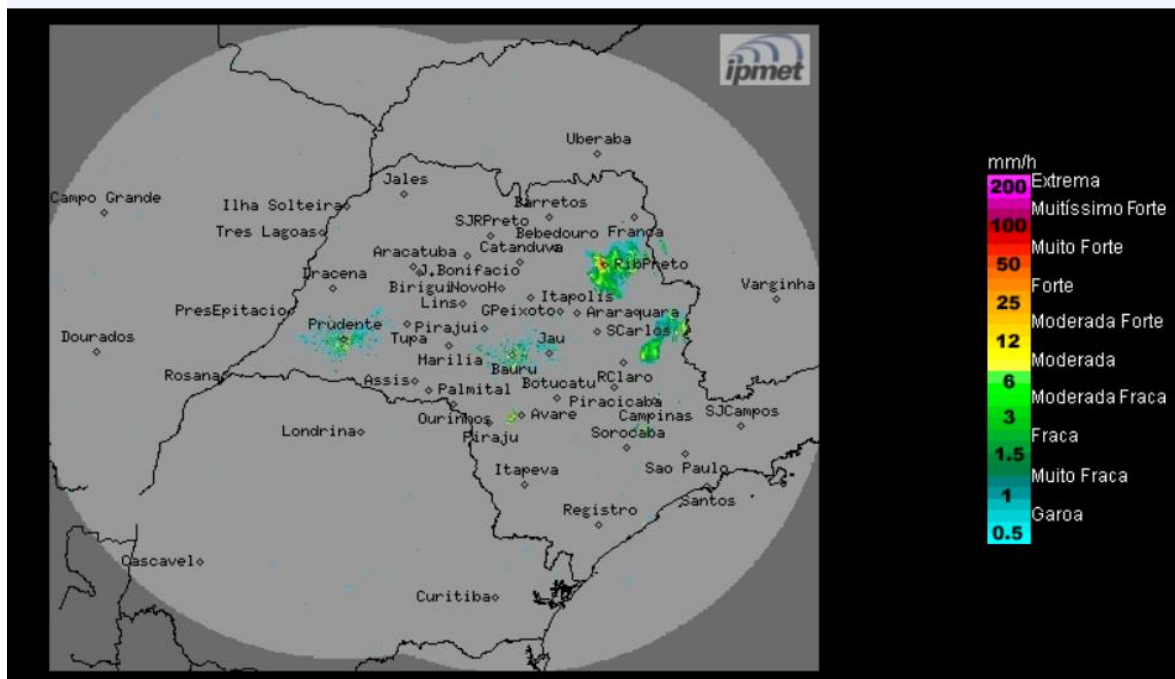 ipmet
Uberaba
Campo Grande
Jales
Ilha Solteira
Barretos
SJRPreto
Tres Lagoas
Bebedouro Franca
Catanduva
Aracatuba
RibPreto
Dracena
J.Bonifacio
Birigui NovoH
Itapolis
Varginha
Lins
PresEpitacio
GPeixoto
Araraquara
Prudente
Pirajui
SCarlos
Dourados
Tupa
Jau
Marilia
Bauru
Rosana
Assis
RClaro
Palmital
Botucatu
Piracicaba
Ourinhos
Avare
Campinas
SJCampos
Londrina
Piraju
Sorocaba
Itapeva
Sao Paulo
Santos
Registro
Cascavel
Curitiba
mm/h
200 Extrema
Muitíssimo Forte
100
Muito Forte
50
Forte
25
Moderada Forte
12
Moderada
6
Moderada Fraca
3
Fraca
1.5
Muito Fraca
1
Garoa
0.5